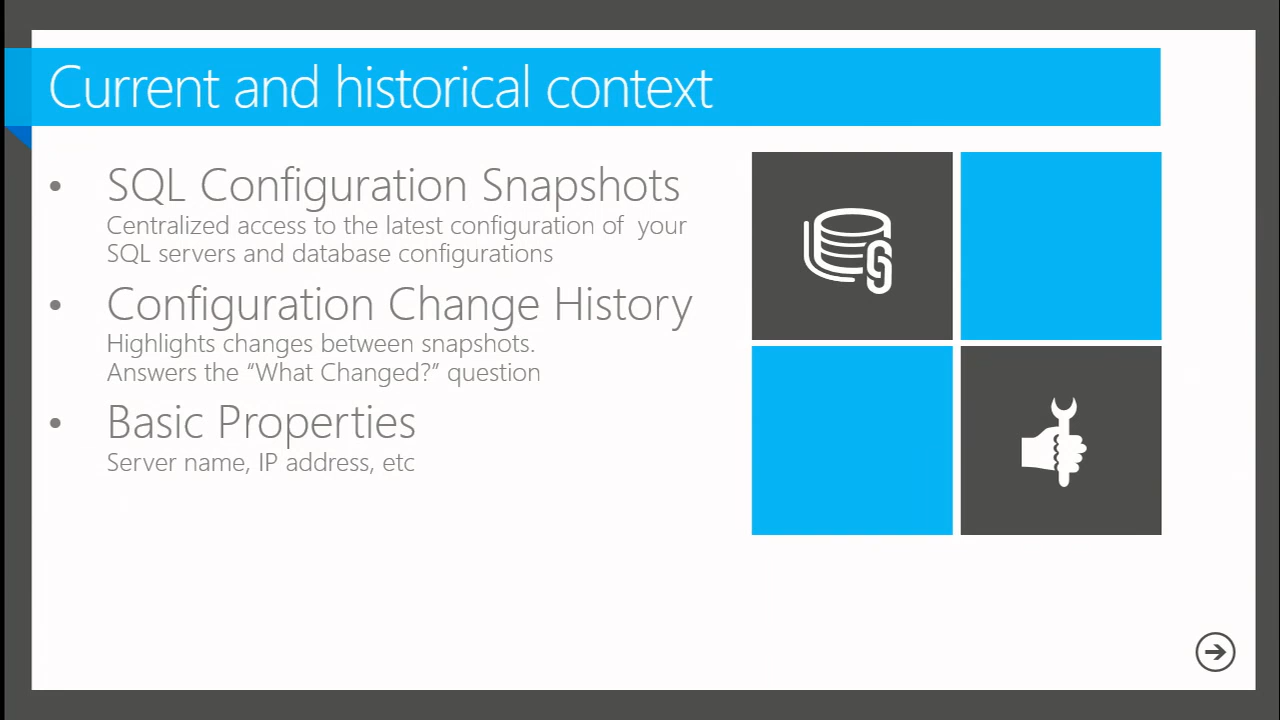 Current and historical context
• SQL Configuration Snapshots
Centralized access to the latest configuration of  your
SQL servers and database configurations
• Configuration Change History
Highlights changes between snapshots.
Answers the “What Changed?” question
• Basic Properties
Server name, IP address, etc